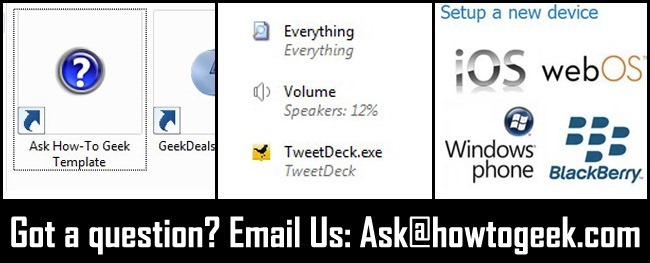 ?
Ask How-To Geek
Template
GeekDeals
Everything
Everything
Volume
Speakers: 12%
TweetDeck.exe
TweetDeck
Setup a new device
iOS
webOS
Windows
phone
BlackBerry
Got a question? Email Us: Ask@howtogeek.com